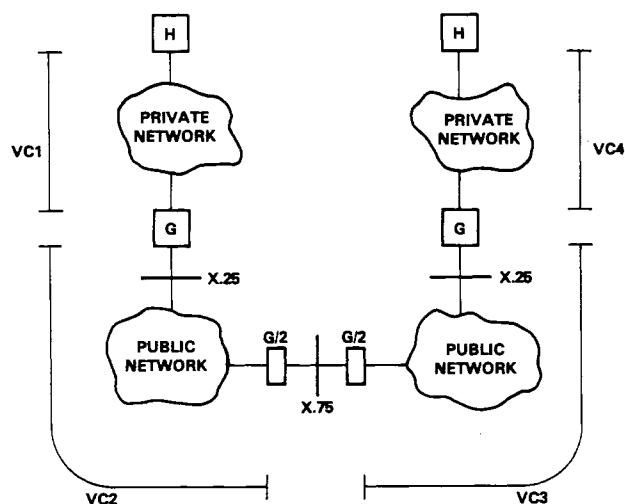 H
H
PRIVATE
NETWORK
PRIVATE
NETWORK
VC1
VC4
G
G
X.25
X.25
PUBLIC
NETWORK
G/2
G/2
PUBLIC
NETWORK
X.75
VC2
VC3